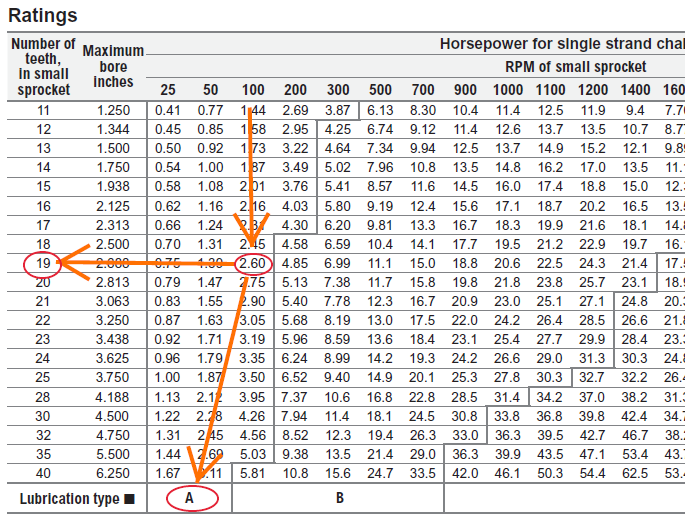 Ratings
Number of teeth, in small sprocket
Maximum bore inches
Horsepower for single strand chai
RPM of small sprocket
25 50 100 200 300 500 700 900 1000 1100 1200 1400 160
11 1.250 0.41 0.77 1.44 2.69 3.87 6.13 8.30 10.4 11.4 12.5 11.9 9.4 7.7
12 1.344 0.45 0.85 1.58 2.95 4.25 6.74 9.12 11.4 12.6 13.7 13.5 10.7 8.7
13 1.500 0.50 0.92 1.73 3.22 4.64 7.34 9.94 12.5 13.7 14.9 15.2 12.1 9.8
14 1.750 0.54 1.00 1.87 3.49 5.02 7.96 10.8 13.5 14.8 16.2 17.0 13.5 11.
15 1.938 0.58 1.08 2.01 3.76 5.41 8.57 11.6 14.5 16.0 17.4 18.8 15.0 12.
16 2.125 0.62 1.16 2.16 4.03 5.80 9.19 12.4 15.6 17.1 18.7 20.2 16.5 13.
17 2.313 0.66 1.24 4.30 6.20 9.81 13.3 16.7 18.3 19.9 21.6 18.1 14.
18 2.500 0.70 1.31 2.45 4.58 6.59 10.4 14.1 17.7 19.5 21.2 22.9 19.7 16.
19 0.75 1.39 2.60 4.85 6.99 11.1 15.0 18.8 20.6 22.5 24.3 21.4 17.
20 2.813 0.79 1.47 2.75 5.13 7.38 11.7 15.8 19.8 21.8 23.8 25.7 23.1 18.
21 3.063 0.83 1.55 2.90 5.40 7.78 12.3 16.7 20.9 23.0 25.1 27.1 24.8 20.
22 3.250 0.87 1.63 3.05 5.68 8.19 13.0 17.5 22.0 24.2 26.4 28.5 26.6 21.
23 3.438 0.92 1.71 3.19 5.96 8.59 13.6 18.4 23.1 25.4 27.7 29.9 28.4 23.
24 3.625 0.96 1.79 3.35 6.24 8.99 14.2 19.3 24.2 26.6 29.0 31.3 30.3 24.
25 3.750 1.00 1.87 3.50 6.52 9.40 14.9 20.1 25.3 27.8 30.3 32.7 32.2 26.
28 4.188 1.13 2.12 3.95 7.37 10.6 16.8 22.8 28.5 31.4 34.2 37.0 38.2 31.
30 4.500 1.22 2.28 4.26 7.94 11.4 18.1 24.5 30.8 33.8 36.8 39.8 42.4 34.
32 4.750 1.31 2.45 4.56 8.52 12.3 19.4 26.3 33.0 36.3 39.5 42.7 46.7 38.
35 5.500 1.44 2.69 5.03 9.38 13.5 21.4 29.0 36.3 39.9 43.5 47.1 53.4 43.
40 6.250 1.67 5.81 10.8 15.6 24.7 33.5 42.0 46.1 50.3 54.4 62.5 53.
Lubrication type ■ A B